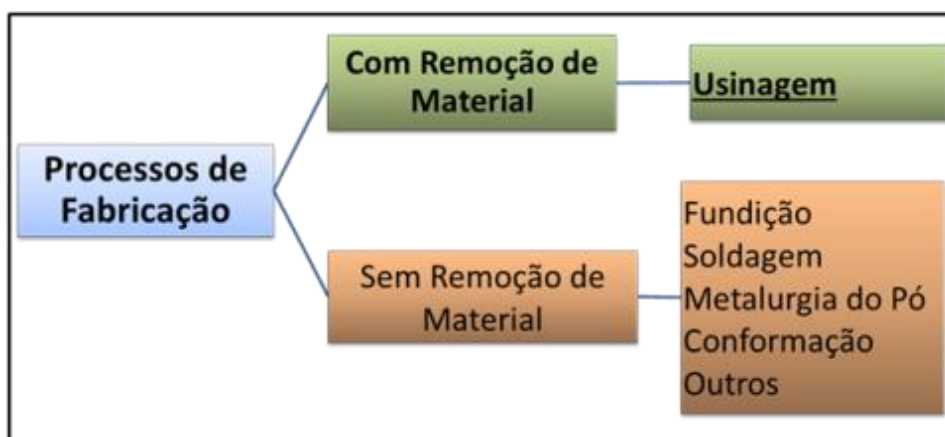 Processos de
Fabricação
Com Remoção de
Material
Usinagem
Sem Remoção de
Material
Fundição
Soldagem
Metalurgia do Pó
Conformação
Outros